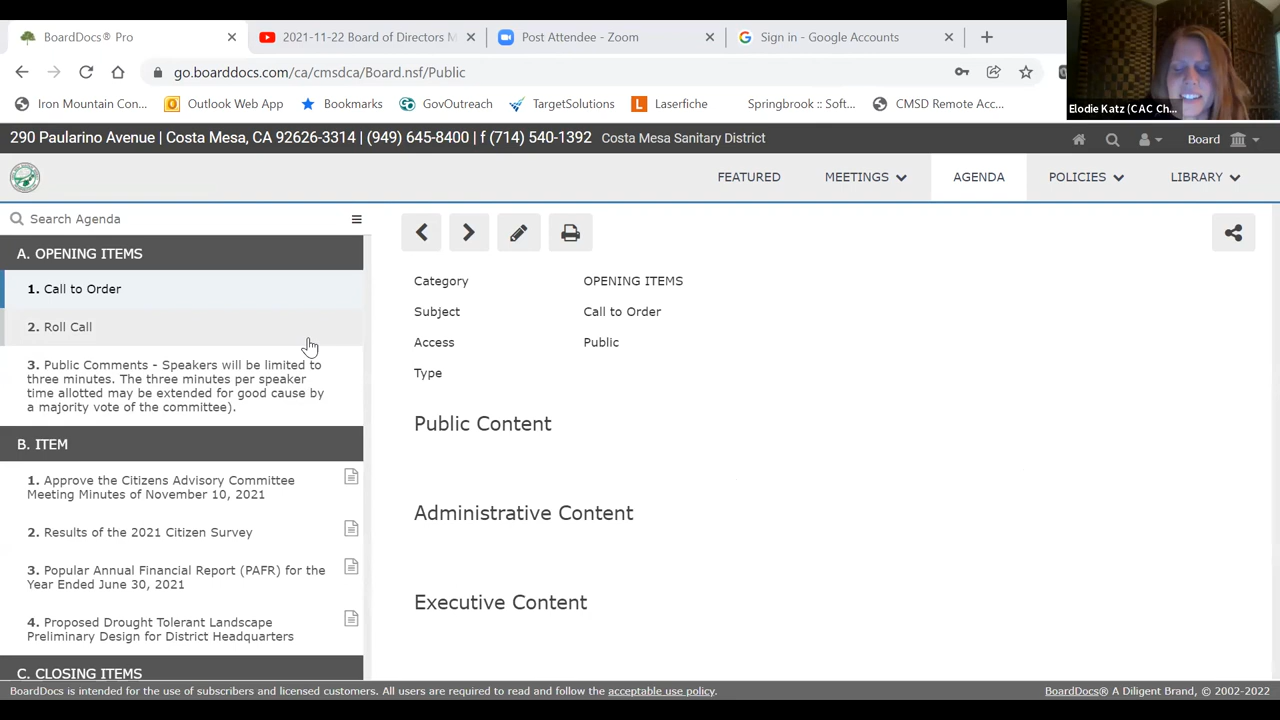 BoardDocs® Pro
2021-11-22 Board of Directors M
Post Attendee - Zoom
Sign in - Google Accounts
go.boarddocs.com/ca/cmsdca/Board.nsf/Public
Iron Mountain Con...
Outlook Web App
Bookmarks
GovOutreach
TargetSolutions
Laserfiche
Springbrook :: Soft...
CMSD Remote Acc...
Elodie Katz (CAC Ch...
290 Paularino Avenue | Costa Mesa, CA 92626-3314 | (949) 645-8400 | f (714) 540-1392 Costa Mesa Sanitary District
Board
FEATURED
MEETINGS
AGENDA
POLICIES
LIBRARY
Search Agenda
A. OPENING ITEMS
1. Call to Order
2. Roll Call
3. Public Comments - Speakers will be limited to
three minutes. The three minutes per speaker
time allotted may be extended for good cause by
a majority vote of the committee).
B. ITEM
1. Approve the Citizens Advisory Committee
Meeting Minutes of November 10, 2021
2. Results of the 2021 Citizen Survey
3. Popular Annual Financial Report (PAFR) for the
Year Ended June 30, 2021
4. Proposed Drought Tolerant Landscape
Preliminary Design for District Headquarters
C. CLOSING ITEMS
Category OPENING ITEMS
Subject Call to Order
Access Public
Type
Public Content
Administrative Content
Executive Content
BoardDocs is intended for the use of subscribers and licensed customers. All users are required to read and follow the acceptable use policy.
BoardDocs® A Diligent Brand, © 2002-2022